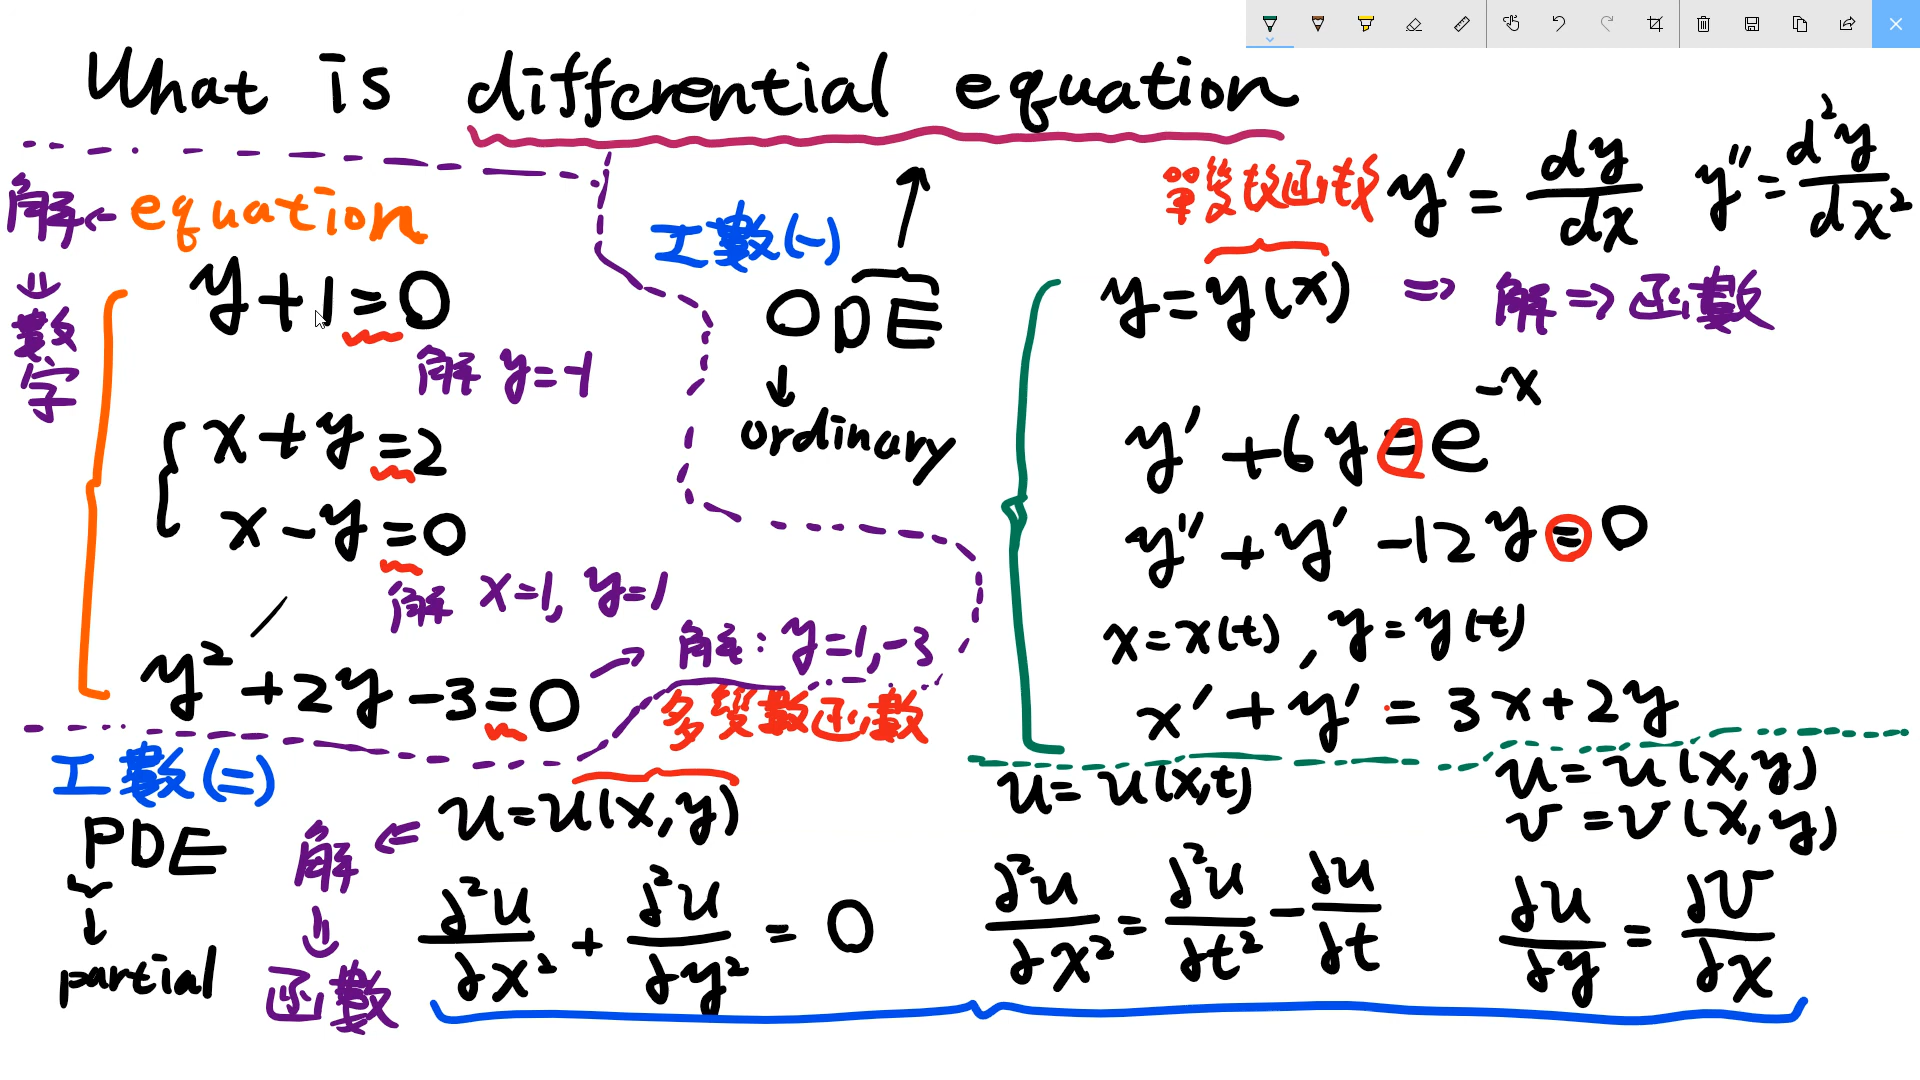 What is differential equation
解 ← equation
⇓
數字
y + 1 = 0
解 y = -1
x + y = 2
x - y = 0
解 x = 1, y = 1
y² + 2y - 3 = 0 → 解: y = 1, -3
工數(一)
ODE
↓
ordinary
單變数函数
y' = dy/dx y'' = d²y/dx²
y = y(x) ⇒ 解 ⇒ 函數
y' + 6y = e^{-x}
y'' + y' - 12y = 0
x = x(t), y = y(t)
x' + y' = 3x + 2y
工數(二)
PDE
↓
partial
多變數函數
解 ⇐ u = u(x,y)
⇓
函數
∂²u/∂x² + ∂²u/∂y² = 0
u = u(x,t)
∂²u/∂x² = ∂²u/∂t² - ∂u/∂t
u = u(x,y)
v = v(x,y)
∂u/∂y = ∂v/∂x